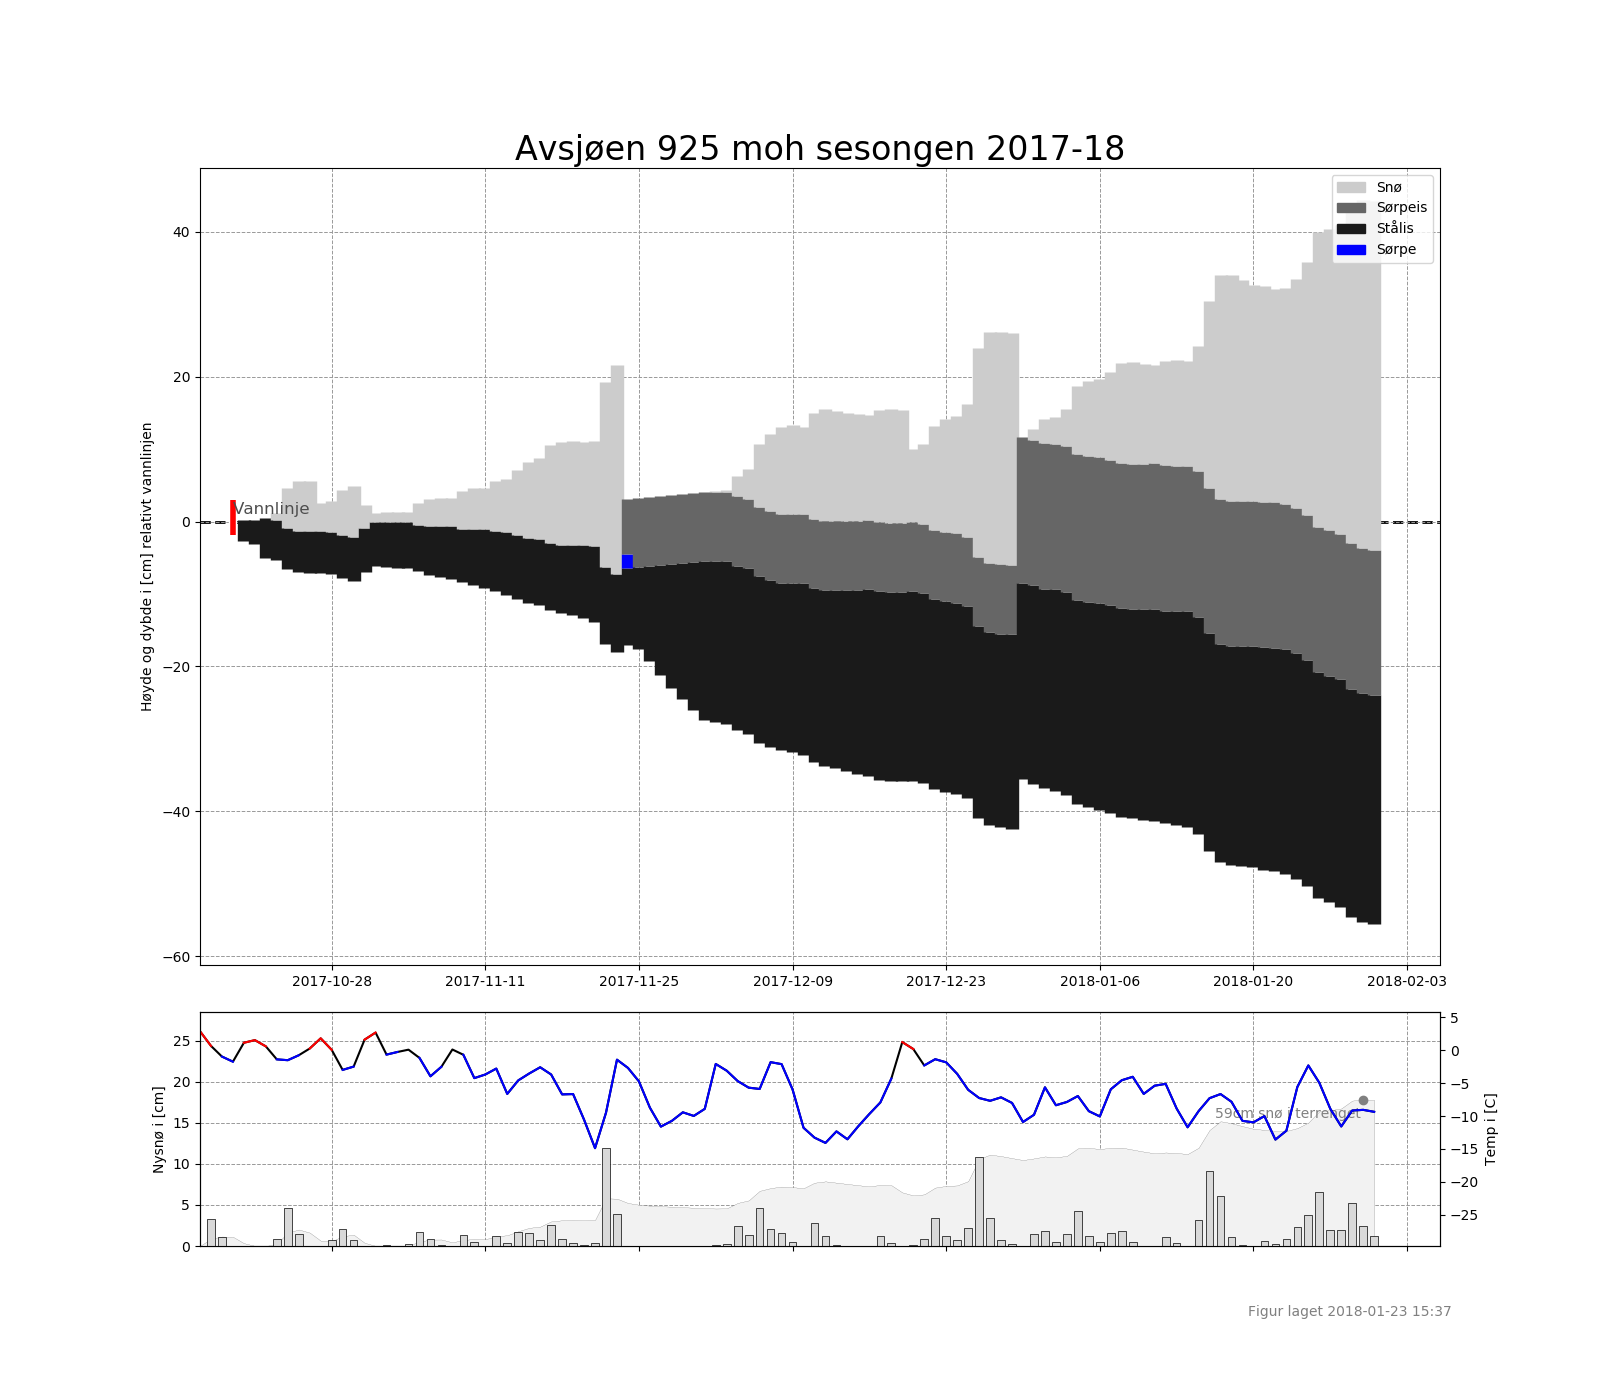 Avsjøen 925 moh sesongen 2017-18
Snø
Sørpeis
Stålis
Sørpe
Vannlinje
Høyde og dybde i [cm] relativt vannlinjen
40
20
0
−20
−40
−60
2017-10-28 2017-11-11 2017-11-25 2017-12-09 2017-12-23 2018-01-06 2018-01-20 2018-02-03
Nysnø i [cm]
25
20
15
10
5
0
59cm snø i terrenget
5
0
−5
−10
−15
−20
−25
Temp i [C]
Figur laget 2018-01-23 15:37